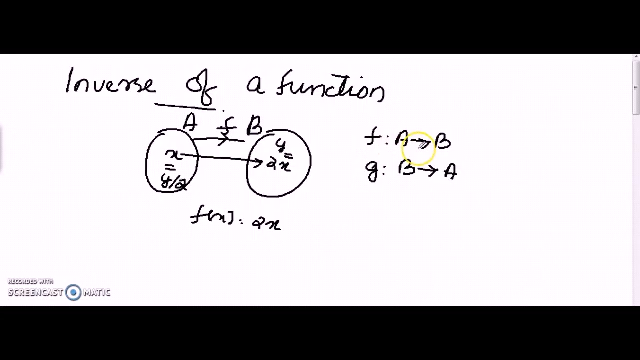 Inverse of a function
A f B
x = y/2
y = 2x
f[x] = 2x
f : A → B
g : B → A
RECORDED WITH
SCREENCAST MATIC